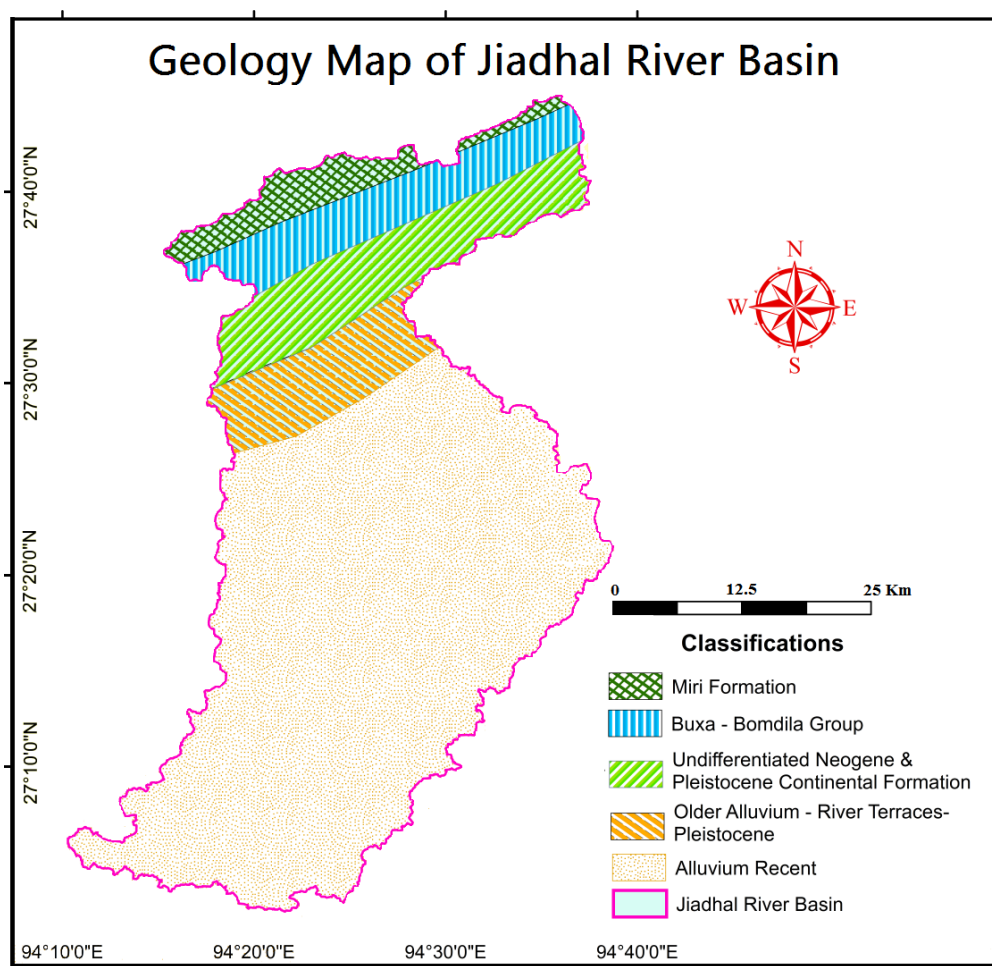 Geology Map of Jiadhal River Basin
27°40'0"N
27°30'0"N
27°20'0"N
27°10'0"N
N
W
E
S
0 12.5 25 Km
Classifications
Miri Formation
Buxa - Bomdila Group
Undifferentiated Neogene &
Pleistocene Continental Formation
Older Alluvium - River Terraces-
Pleistocene
Alluvium Recent
Jiadhal River Basin
94°10'0"E 94°20'0"E 94°30'0"E 94°40'0"E